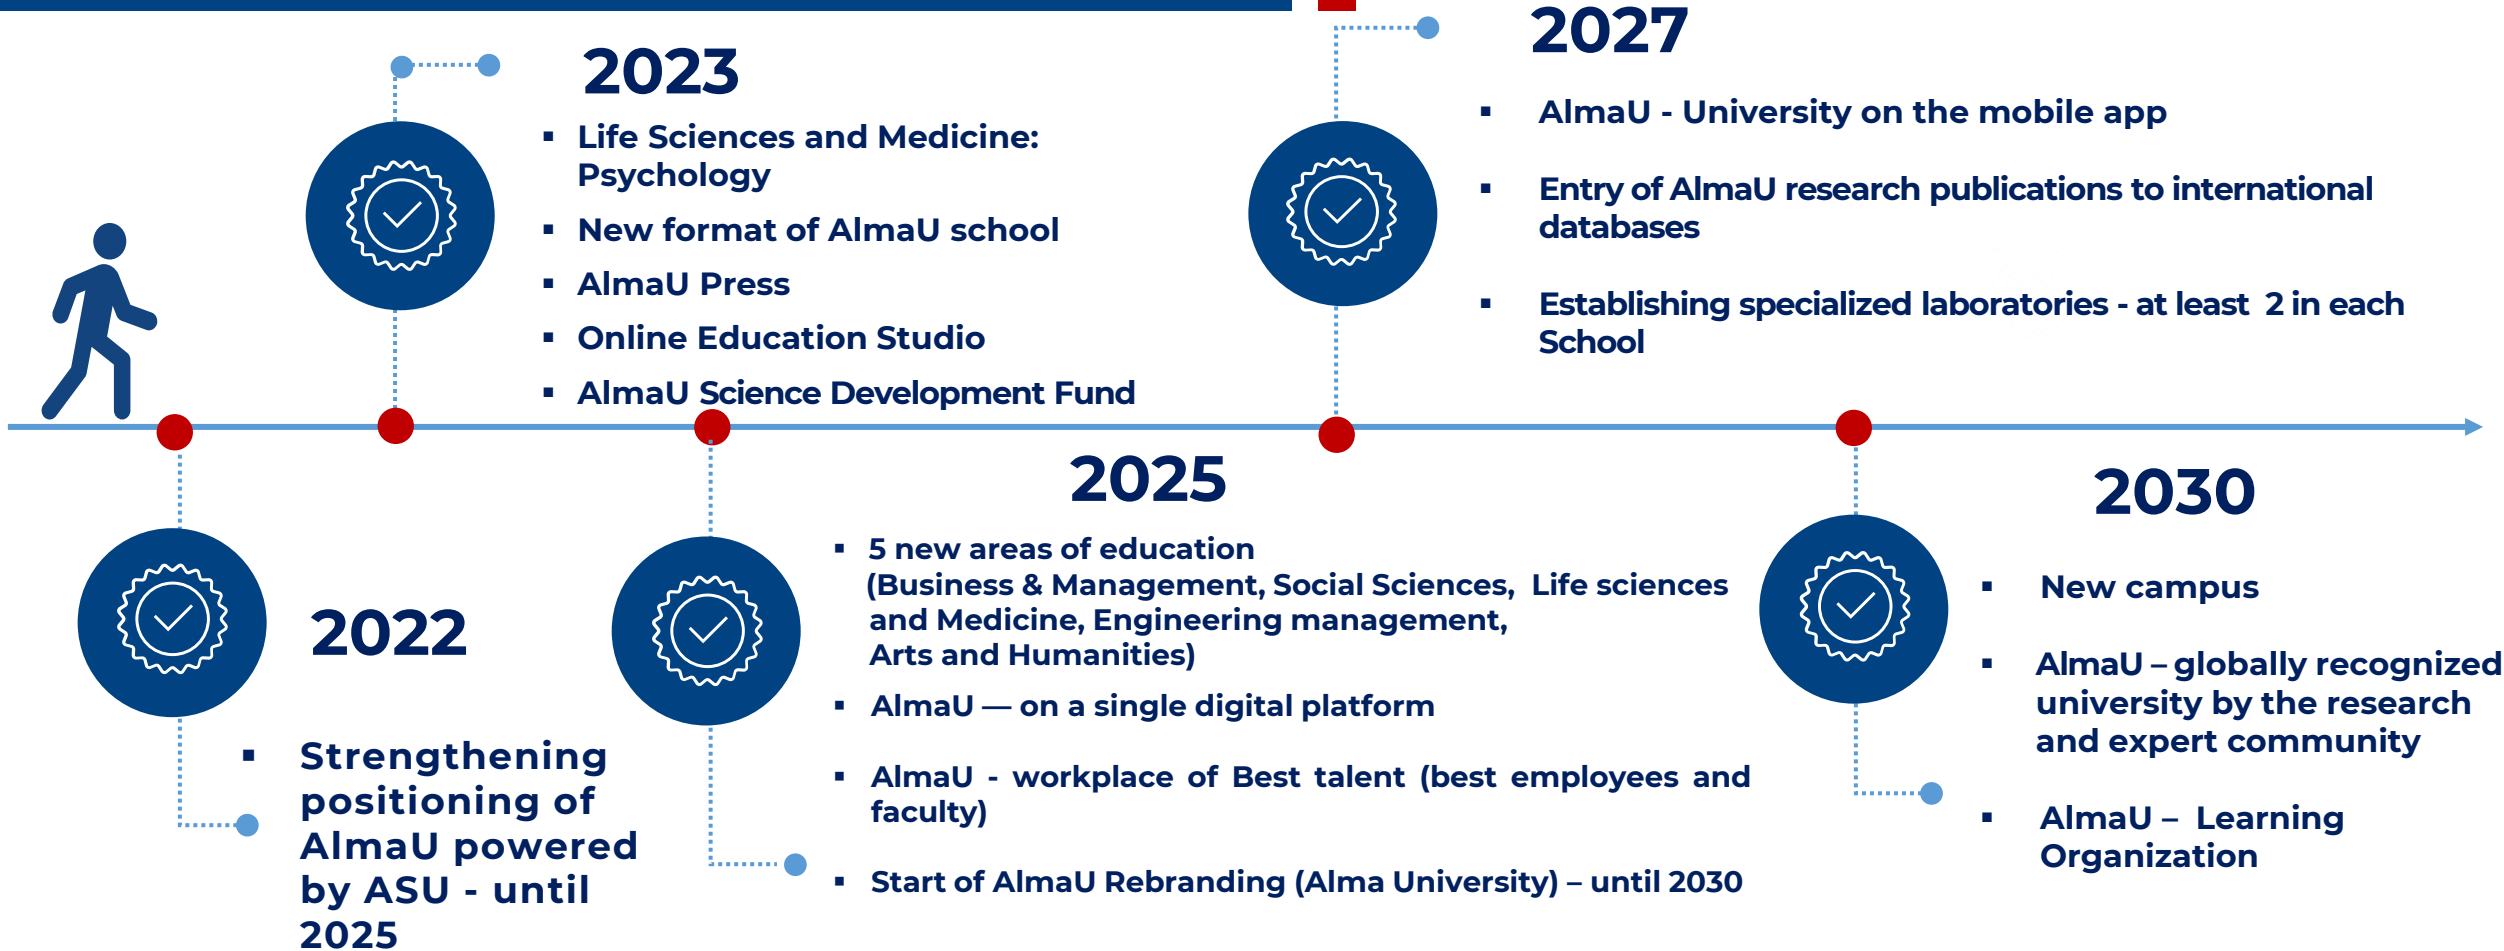 2023
▪ Life Sciences and Medicine:
Psychology
▪ New format of AlmaU school
▪ AlmaU Press
▪ Online Education Studio
▪ AlmaU Science Development Fund
2027
▪ AlmaU - University on the mobile app
▪ Entry of AlmaU research publications to international
databases
▪ Establishing specialized laboratories - at least 2 in each
School
2022
▪ Strengthening
positioning of
AlmaU powered
by ASU - until
2025
2025
▪ 5 new areas of education
(Business & Management, Social Sciences, Life sciences
and Medicine, Engineering management,
Arts and Humanities)
▪ AlmaU — on a single digital platform
▪ AlmaU - workplace of Best talent (best employees and
faculty)
▪ Start of AlmaU Rebranding (Alma University) – until 2030
2030
▪ New campus
▪ AlmaU – globally recognized
university by the research
and expert community
▪ AlmaU – Learning
Organization